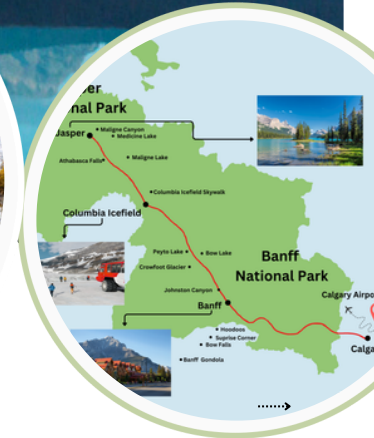 nal Park
Jasper
Maligne Canyon
Medicine Lake
Athabasca Falls
Maligne Lake
Columbia Icefield Skywalk
Columbia Icefield
Peyto Lake
Bow Lake
Crowfoot Glacier
Banff
National Park
Johnston Canyon
Calgary Airpo
Banff
Hoodoos
Suprise Corner
Bow Falls
Calga
Banff Gondola